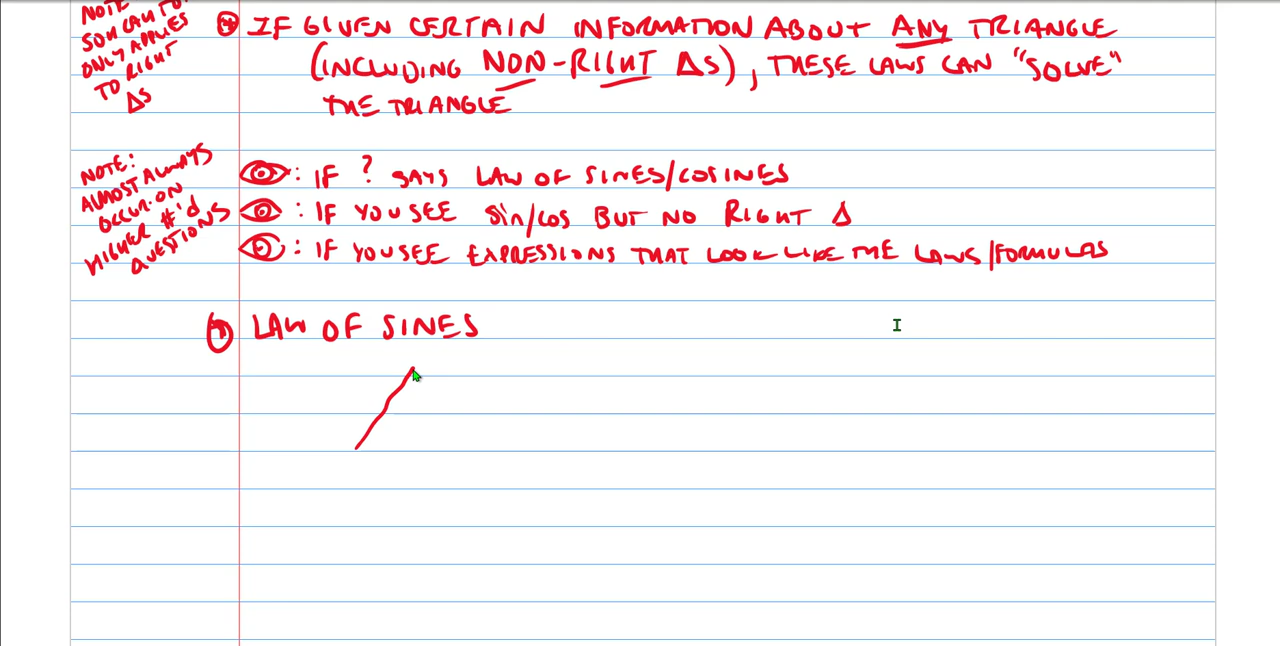 NOTE
SOH CAH TO
ONLY APPLIES
TO RIGHT
ΔS
IF GIVEN CERTAIN INFORMATION ABOUT ANY TRIANGLE
(INCLUDING NON-RIGHT ΔS), THESE LAWS CAN "SOLVE"
THE TRIANGLE
NOTE:
ALMOST ALWAYS
OCCUR ON
HIGHER #'d
QUESTIONS
: IF ? SAYS LAW OF SINES/COSINES
: IF YOU SEE Sin/cos BUT NO RIGHT Δ
: IF YOU SEE EXPRESSIONS THAT LOOK LIKE THE LAWS/FORMULAS
LAW OF SINES